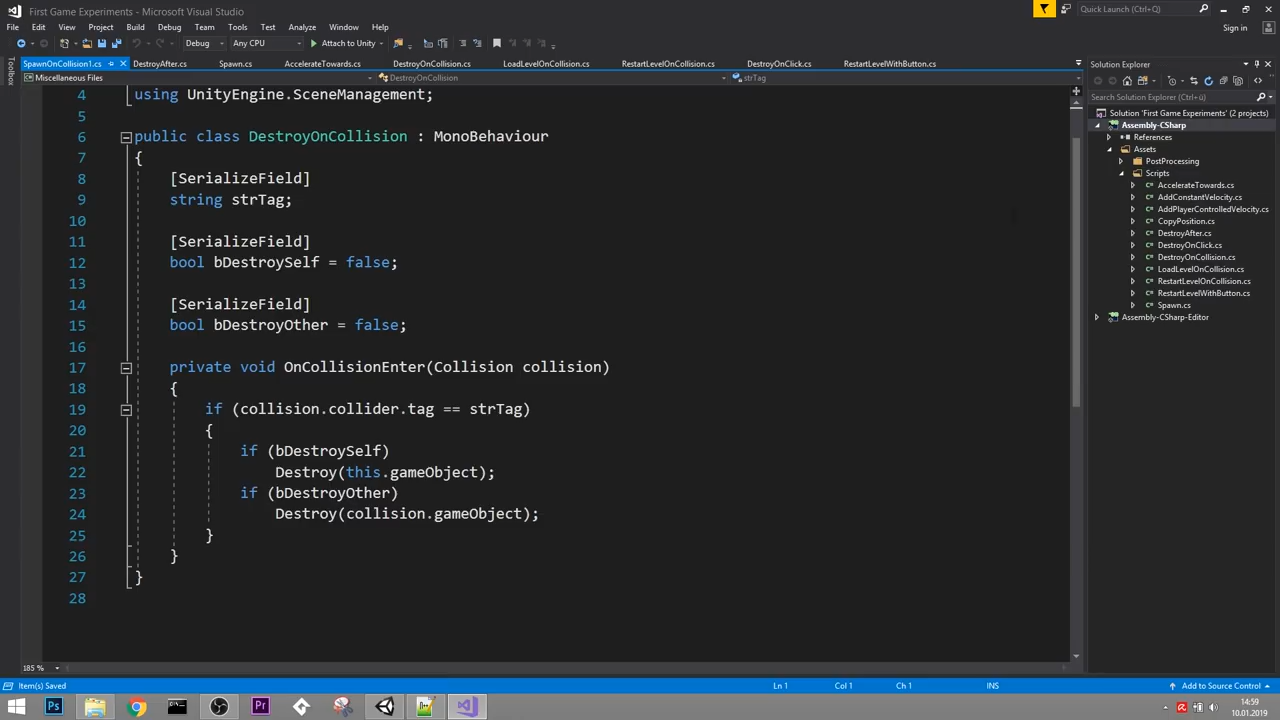 First Game Experiments - Microsoft Visual Studio
Quick Launch (Ctrl+Q)
File Edit View Project Build Debug Team Tools Test Analyze Window Help
Sign in
Debug Any CPU Attach to Unity
SpawnOnCollision1.cs DestroyAfter.cs Spawn.cs AccelerateTowards.cs DestroyOnCollision.cs LoadLevelOnCollision.cs RestartLevelOnCollision.cs DestroyOnClick.cs RestartLevelWithButton.cs
Miscellaneous Files DestroyOnCollision strTag
Toolbox
4 using UnityEngine.SceneManagement;
5
6 public class DestroyOnCollision : MonoBehaviour
7 {
8 [SerializeField]
9 string strTag;
10
11 [SerializeField]
12 bool bDestroySelf = false;
13
14 [SerializeField]
15 bool bDestroyOther = false;
16
17 private void OnCollisionEnter(Collision collision)
18 {
19 if (collision.collider.tag == strTag)
20 {
21 if (bDestroySelf)
22 Destroy(this.gameObject);
23 if (bDestroyOther)
24 Destroy(collision.gameObject);
25 }
26 }
27 }
28
185 %
Solution Explorer
Search Solution Explorer (Ctrl+ü)
Solution 'First Game Experiments' (2 projects)
Assembly-CSharp
References
Assets
PostProcessing
Scripts
AccelerateTowards.cs
AddConstantVelocity.cs
AddPlayerControlledVelocity.cs
CopyPosition.cs
DestroyAfter.cs
DestroyOnClick.cs
DestroyOnCollision.cs
LoadLevelOnCollision.cs
RestartLevelOnCollision.cs
RestartLevelWithButton.cs
Spawn.cs
Assembly-CSharp-Editor
Item(s) Saved Ln 1 Col 1 Ch 1 INS Add to Source Control
Ps Pr
14:59
10.01.2019